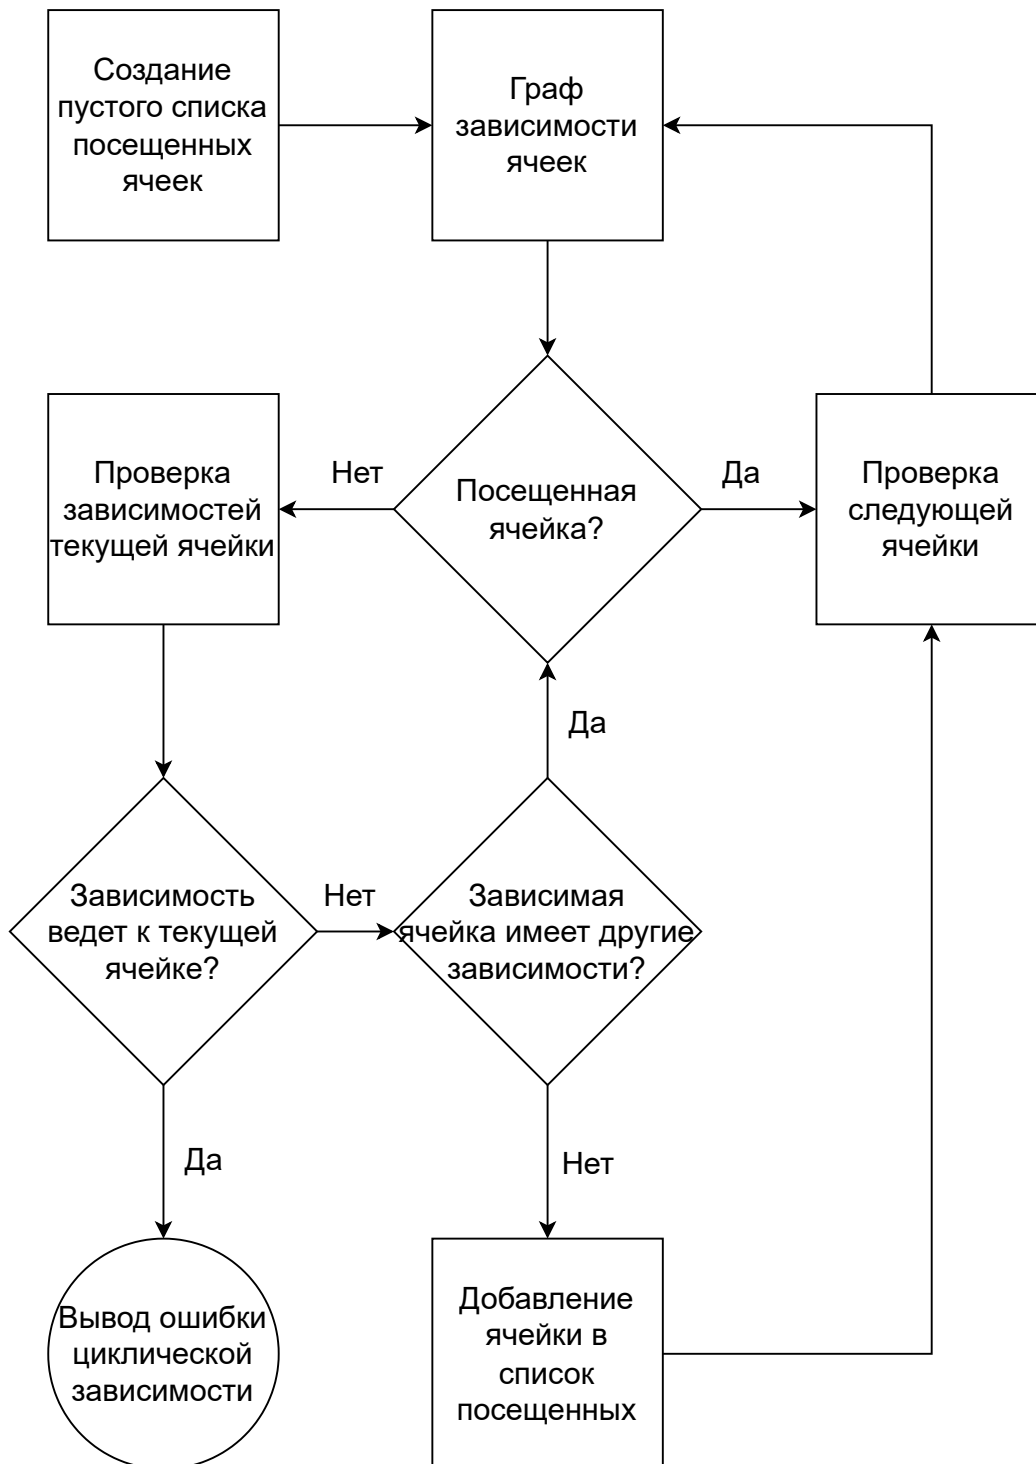 Создание
пустого списка
посещенных
ячеек
Граф
зависимости
ячеек
Проверка
зависимостей
текущей ячейки
Нет
Посещенная
ячейка?
Да
Проверка
следующей
ячейки
Да
Зависимость
ведет к текущей
ячейке?
Нет
Зависимая
ячейка имеет другие
зависимости?
Да
Нет
Вывод ошибки
циклической
зависимости
Добавление
ячейки в
список
посещенных